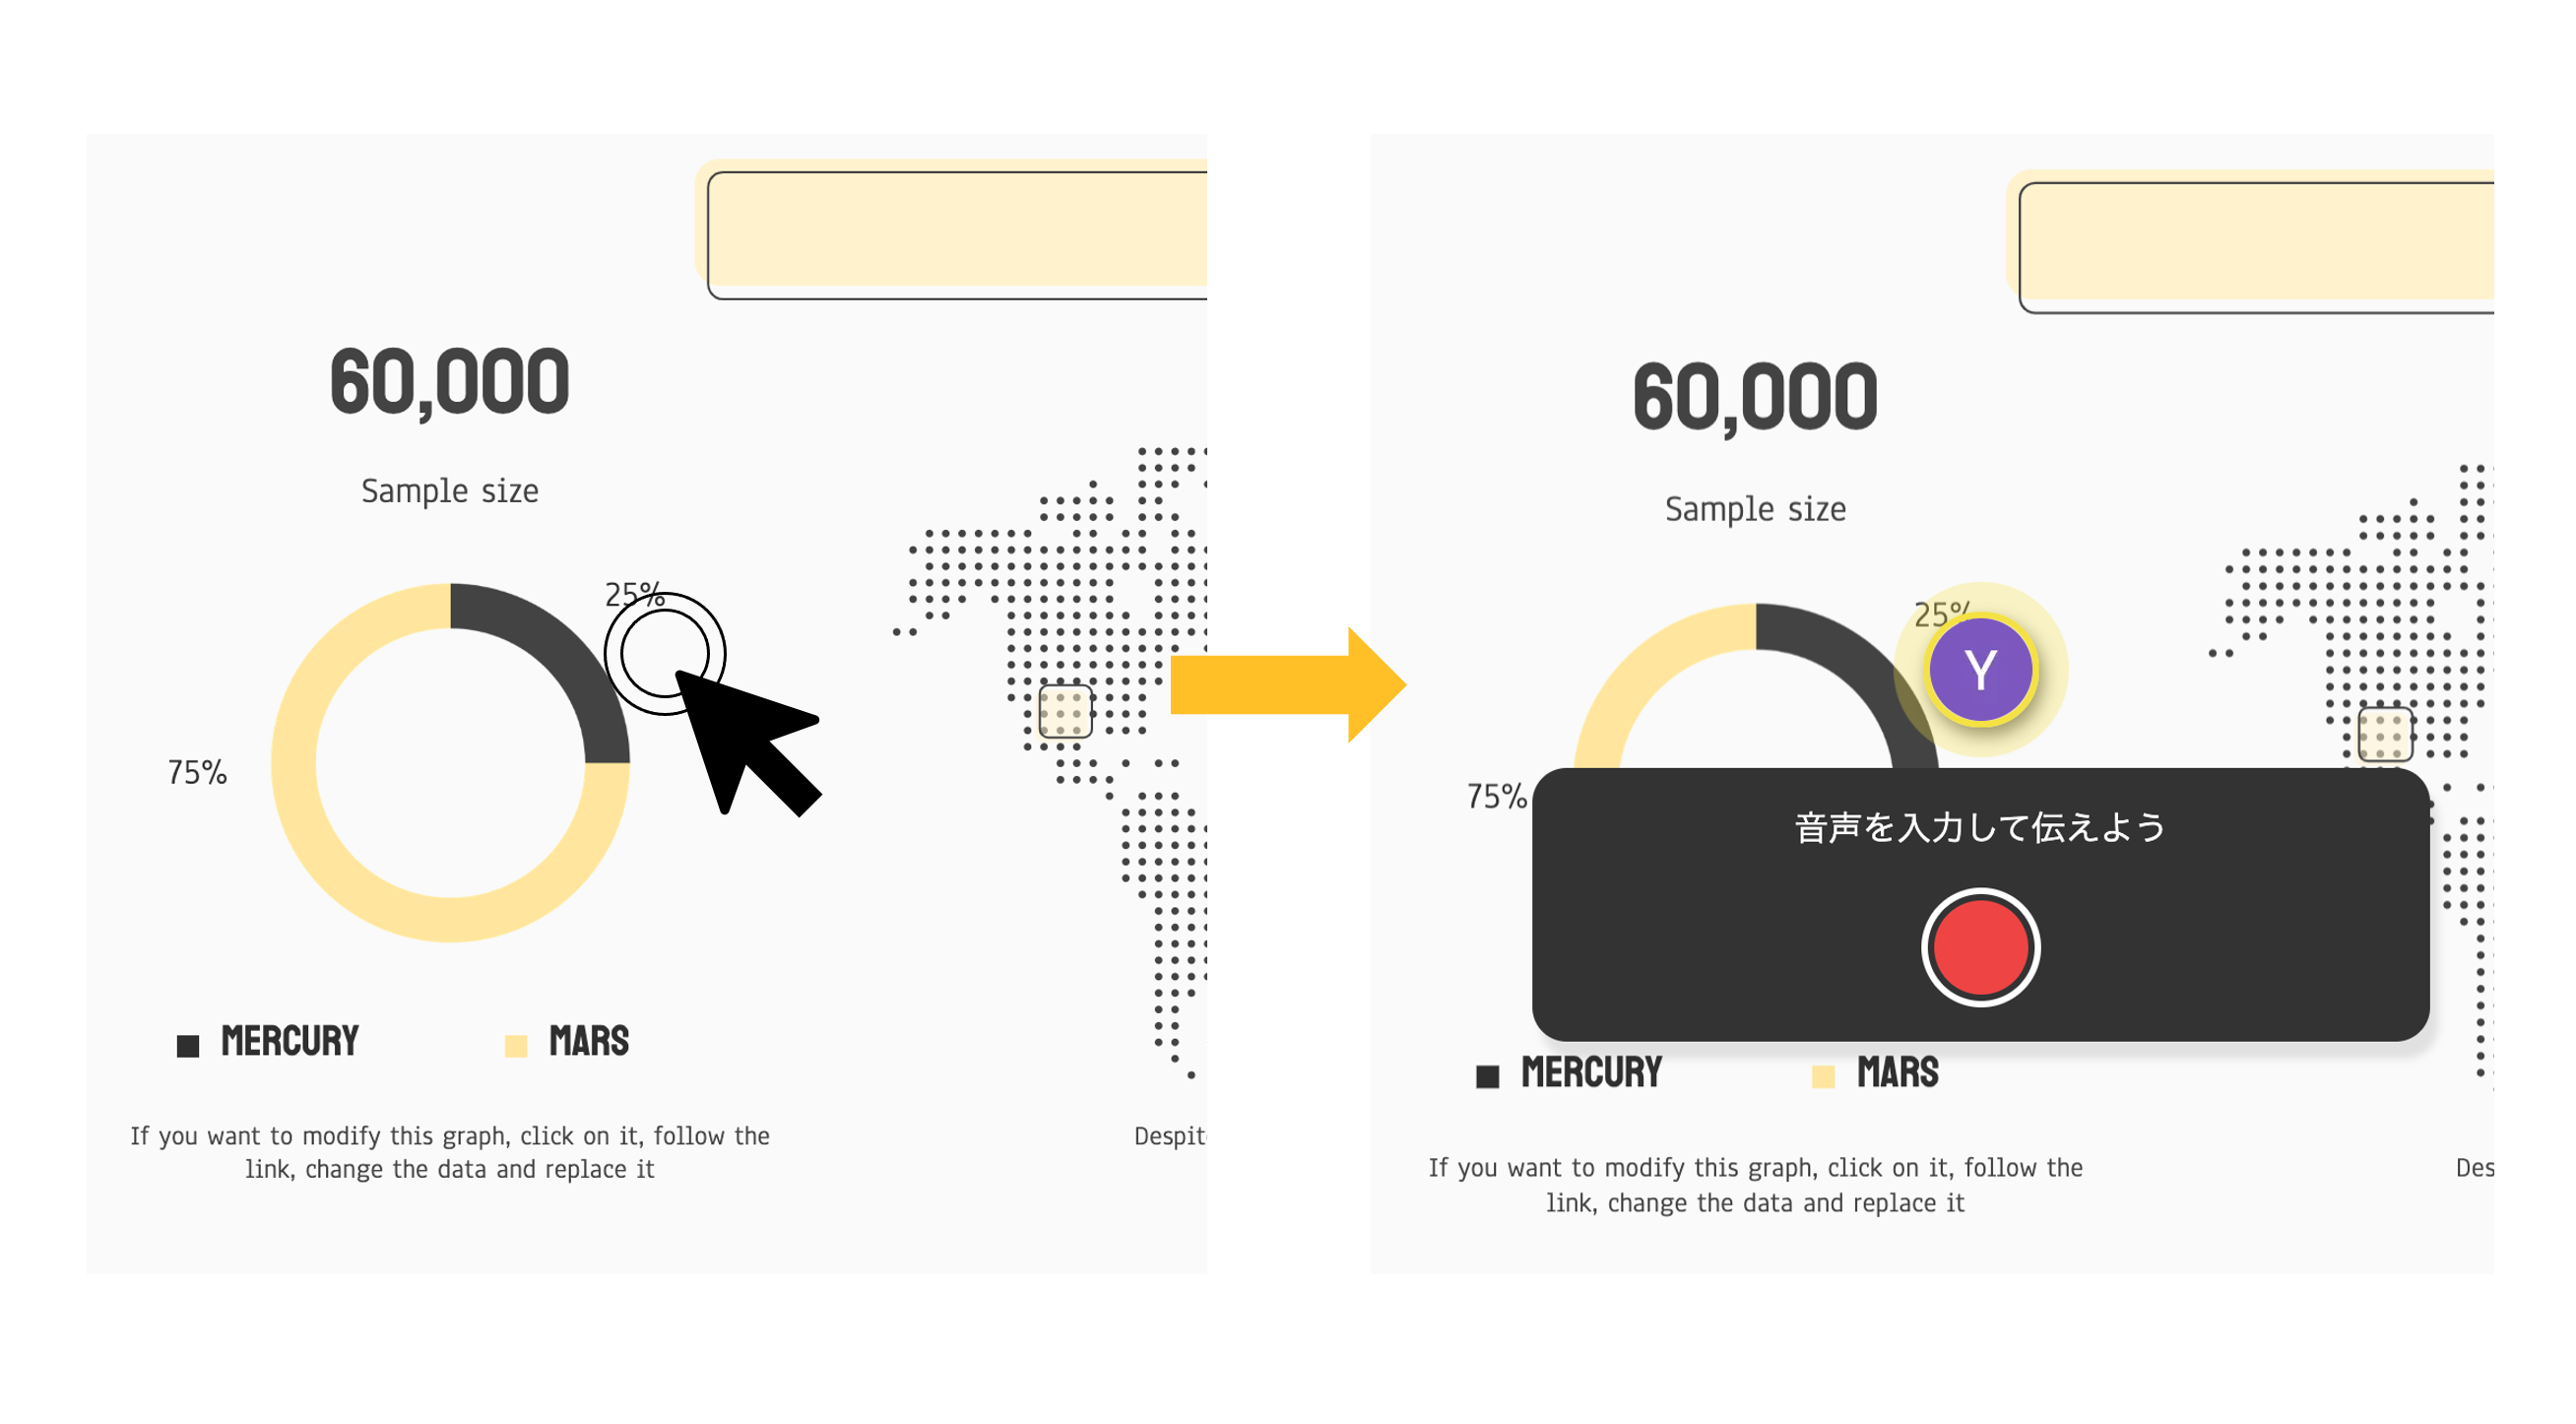 60,000
Sample size
25%
75%
MERCURY
MARS
If you want to modify this graph, click on it, follow the
link, change the data and replace it
60,000
Sample size
25%
Y
75%
音声を入力して伝えよう
MERCURY
MARS
If you want to modify this graph, click on it, follow the
link, change the data and replace it